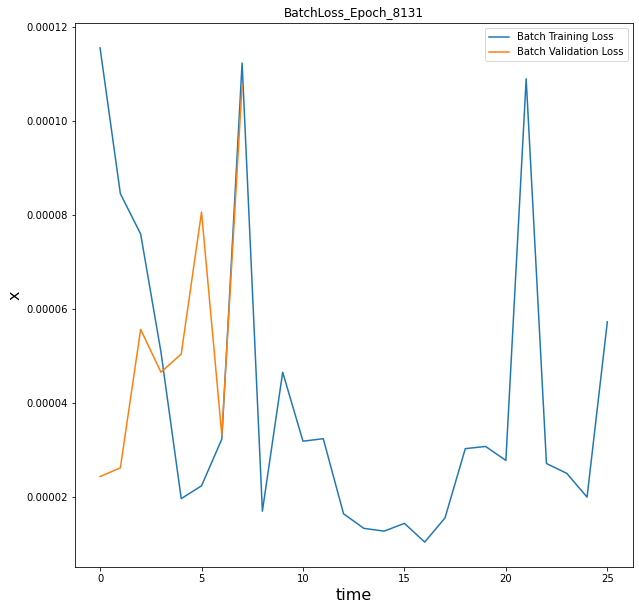 BatchLoss_Epoch_8131
Batch Training Loss
Batch Validation Loss
0.00012
0.00010
0.00008
0.00006
0.00004
0.00002
x
0 5 10 15 20 25
time